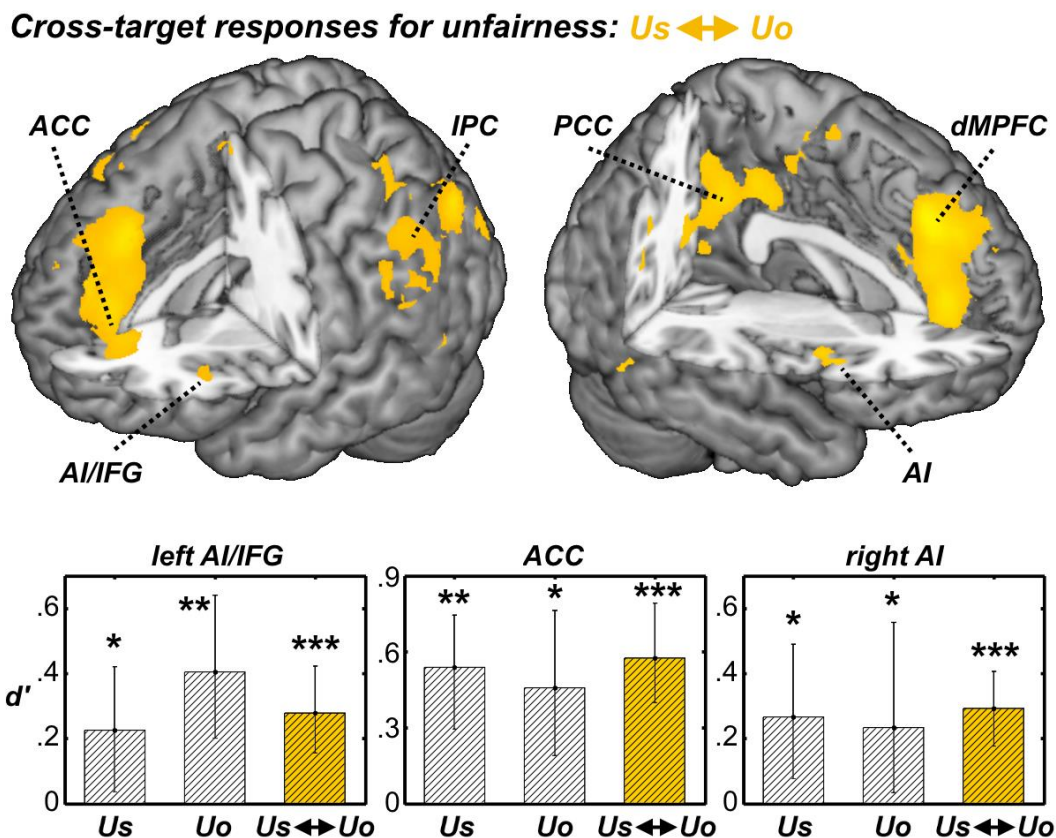 Cross-target responses for unfairness: Us ↔ Uo
ACC IPC PCC dMPFC
AI/IFG AI
left AI/IFG ACC right AI
.6 .9 .6
** ** * *** * 
* *** * ***
.4 .6 .4
d'
.2 .3 .2
0 0 0
Us Uo Us↔Uo Us Uo Us↔Uo Us Uo Us↔Uo